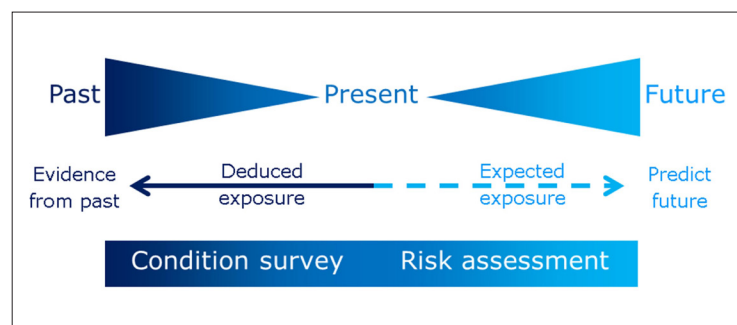 Past Present Future
Evidence from past
Deduced exposure
Expected exposure
Predict future
Condition survey Risk assessment